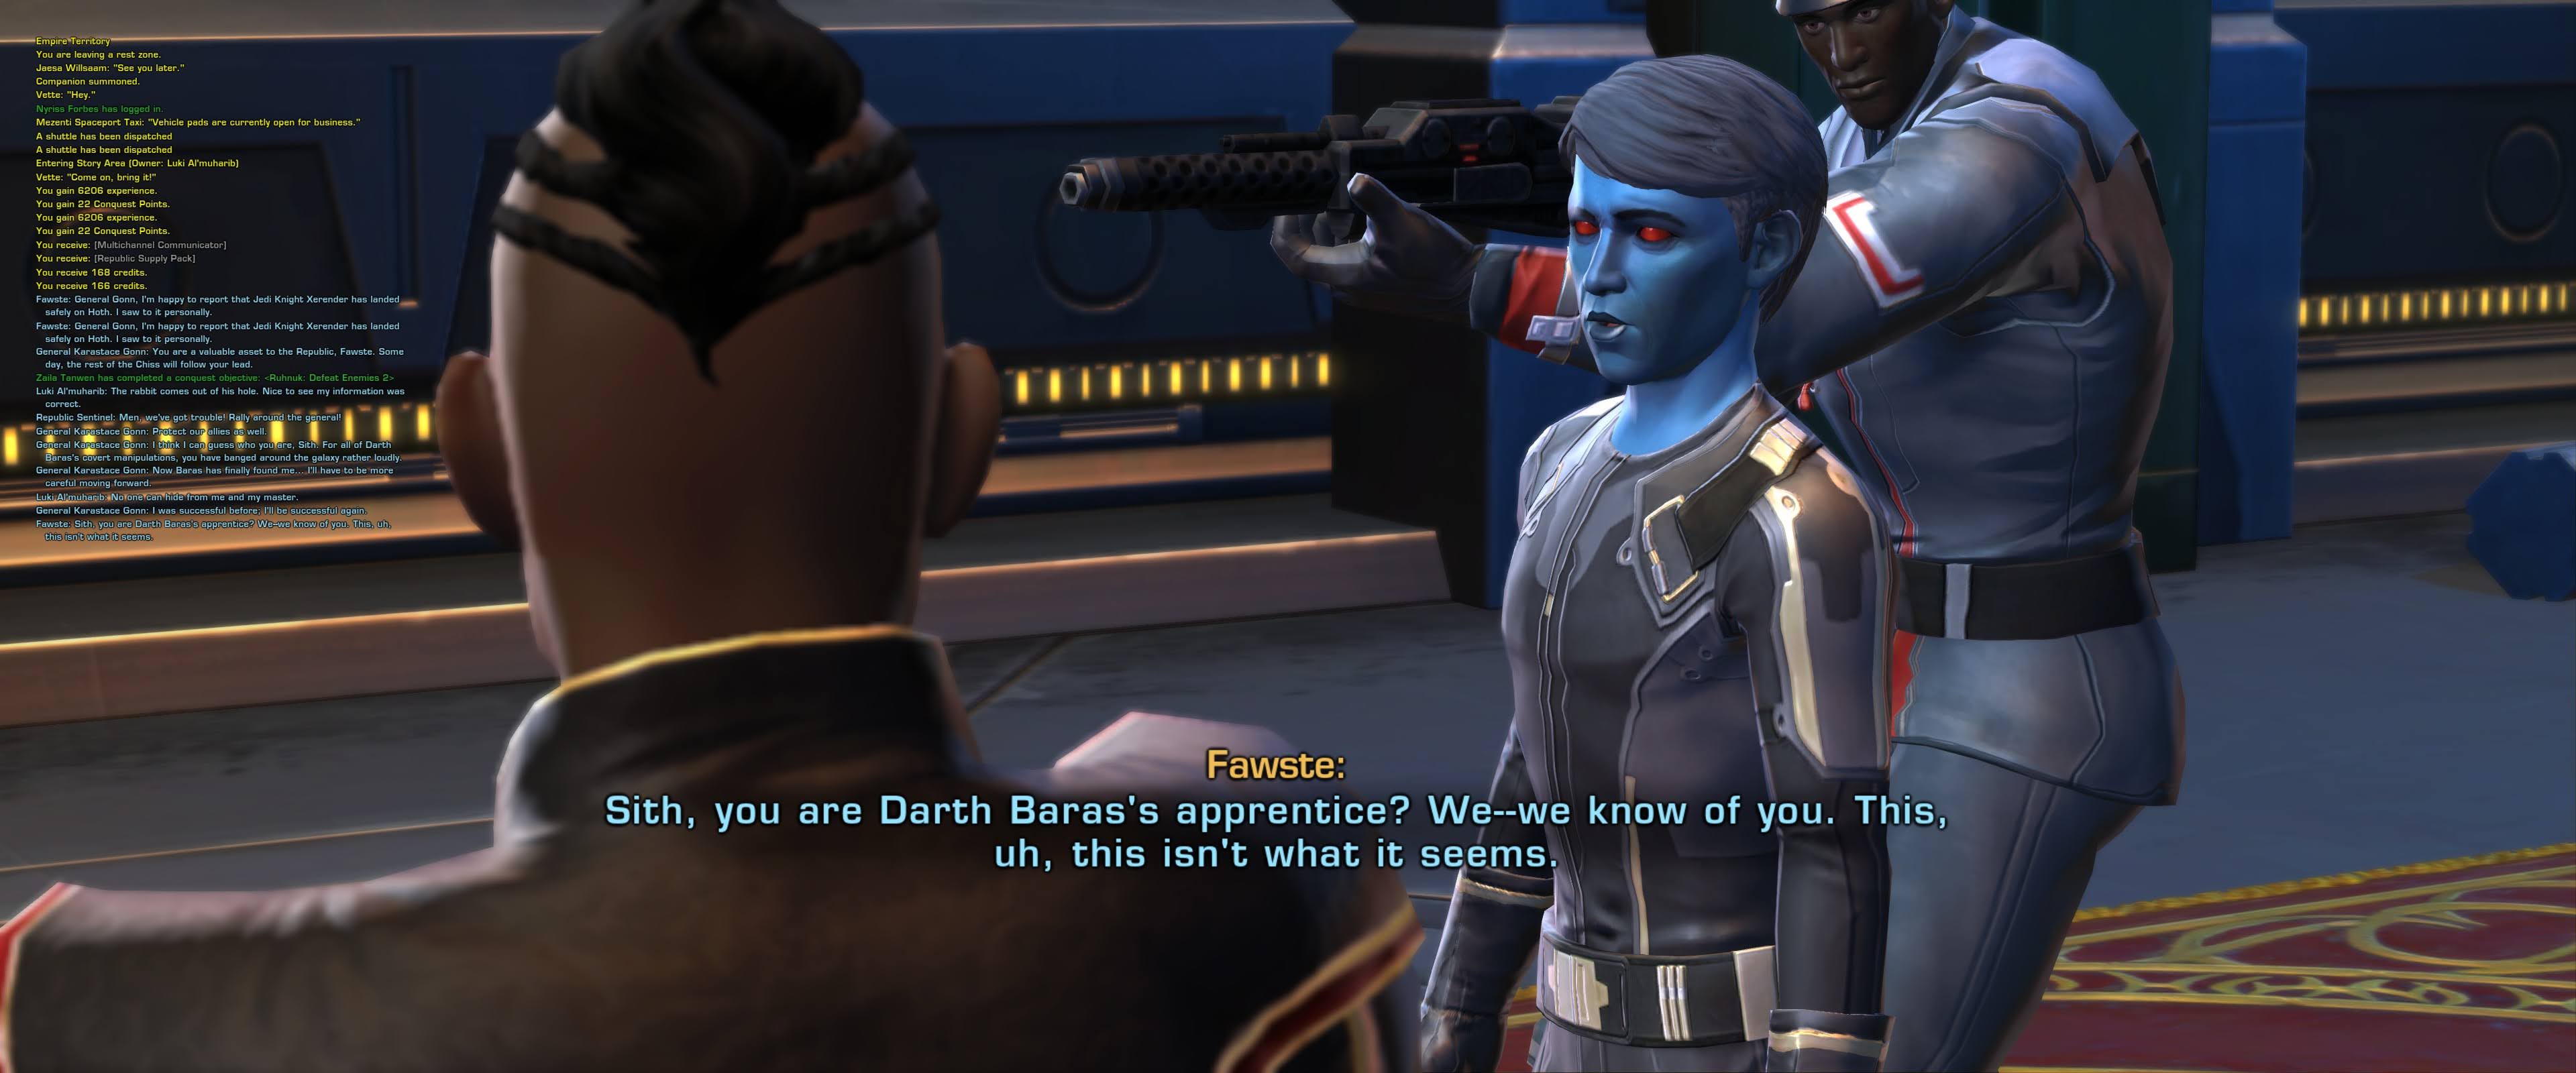 Empire Territory
You are leaving a rest zone.
Jaesa Willsaam: "See you later."
Companion summoned.
Vette: "Hey."
Nyriss Forbes has logged in.
Mezenti Spaceport Taxi: "Vehicle pads are currently open for business."
A shuttle has been dispatched
A shuttle has been dispatched
Entering Story Area (Owner: Luki Al'muharib)
Vette: "Come on, bring it!"
You gain 6206 experience.
You gain 22 Conquest Points.
You gain 6206 experience.
You gain 22 Conquest Points.
You receive: [Multichannel Communicator]
You receive: [Republic Supply Pack]
You receive 168 credits.
You receive 166 credits.
Fawste: General Gonn, I'm happy to report that Jedi Knight Xerender has landed
safely on Hoth. I saw to it personally.
Fawste: General Gonn, I'm happy to report that Jedi Knight Xerender has landed
safely on Hoth. I saw to it personally.
General Karastace Gonn: You are a valuable asset to the Republic, Fawste. Some
day, the rest of the Chiss will follow your lead.
Zaila Tanwen has completed a conquest objective: <Ruhnuk: Defeat Enemies 2>
Luki Al'muharib: The rabbit comes out of his hole. Nice to see my information was
correct.
Republic Sentinel: Men, we've got trouble! Rally around the general!
General Karastace Gonn: Protect our allies as well.
General Karastace Gonn: I think I can guess who you are, Sith. For all of Darth
Baras's covert manipulations, you have banged around the galaxy rather loudly.
General Karastace Gonn: Now Baras has finally found me... I'll have to be more
careful moving forward.
Luki Al'muharib: No one can hide from me and my master.
General Karastace Gonn: I was successful before; I'll be successful again.
Fawste: Sith, you are Darth Baras's apprentice? We--we know of you. This, uh,
this isn't what it seems.
Fawste:
Sith, you are Darth Baras's apprentice? We--we know of you. This,
uh, this isn't what it seems.